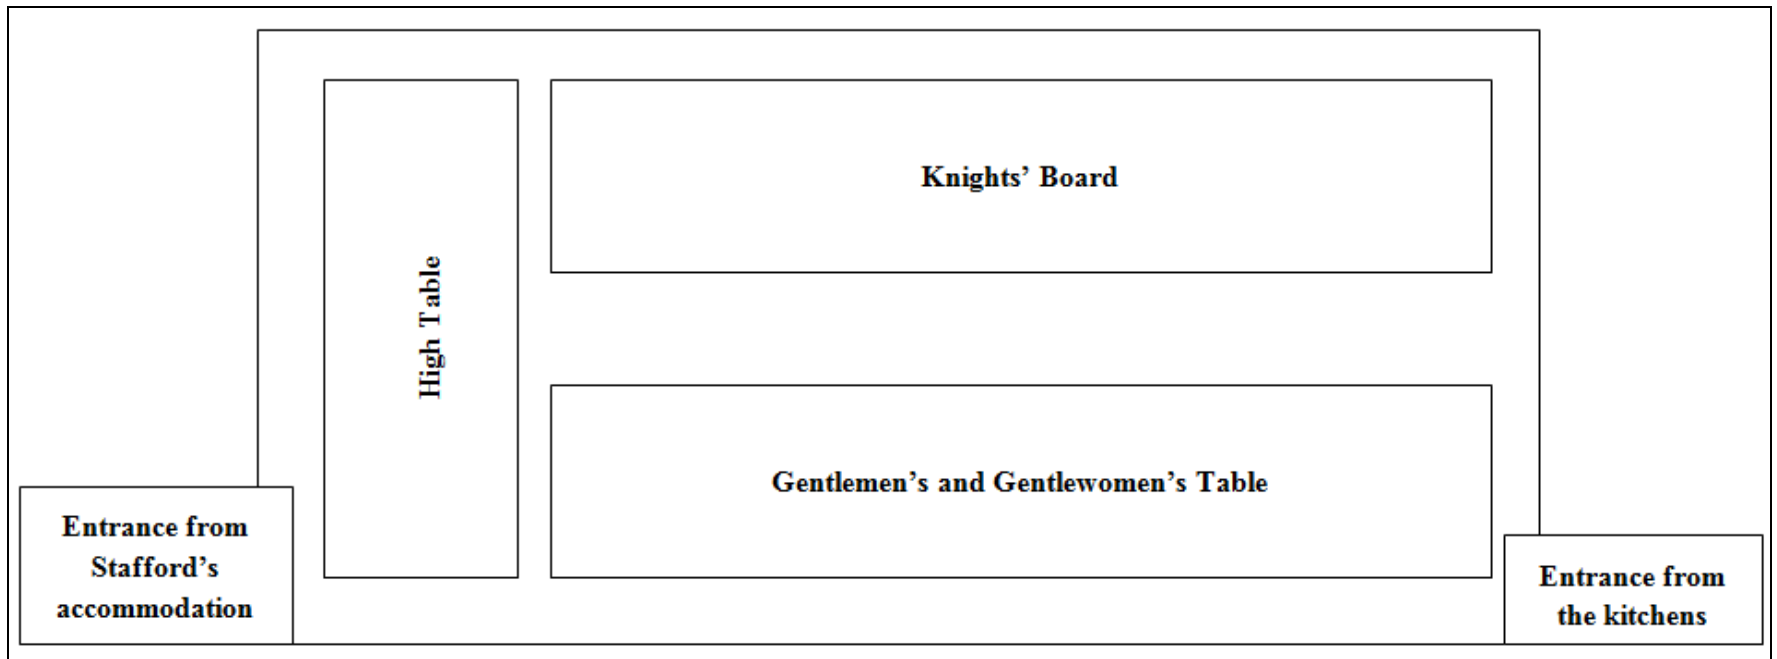 Knights’ Board
High Table
Gentlemen’s and Gentlewomen’s Table
Entrance from
Stafford’s
accommodation
Entrance from
the kitchens